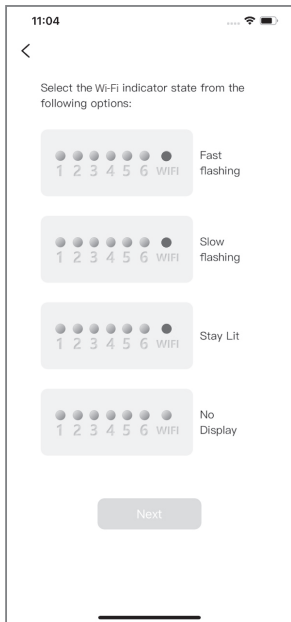 11:04
Select the Wi-Fi indicator state from the
following options:
1 2 3 4 5 6 WIFI
Fast
flashing
1 2 3 4 5 6 WIFI
Slow
flashing
1 2 3 4 5 6 WIFI
Stay Lit
1 2 3 4 5 6 WIFI
No
Display
Next